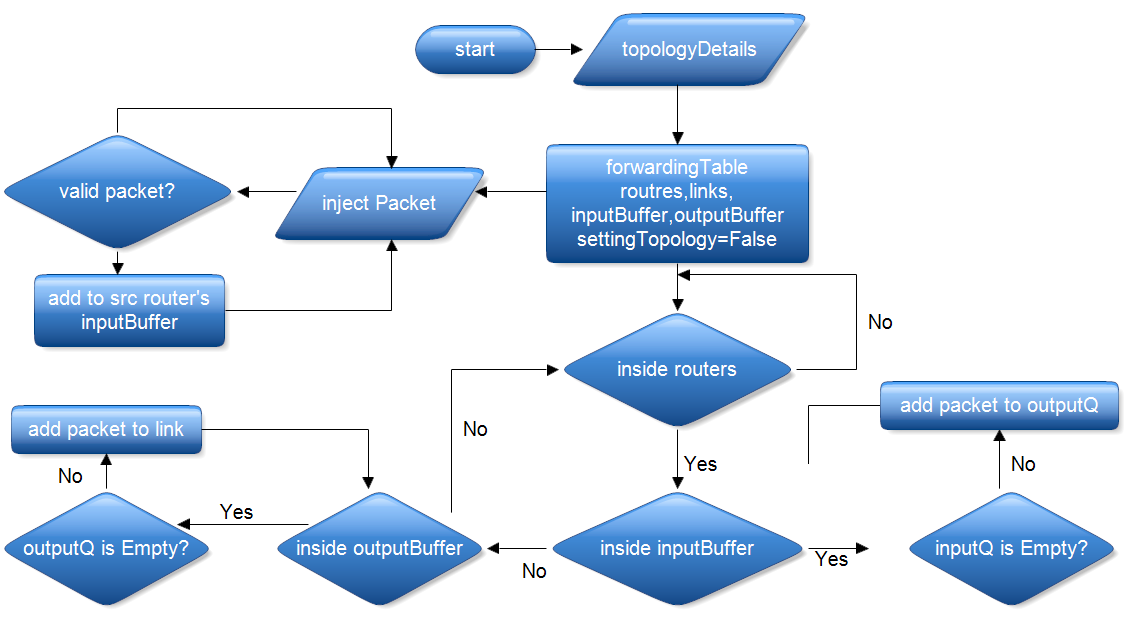 start
topologyDetails
forwardingTable
routres,links,
inputBuffer,outputBuffer
settingTopology=False
valid packet?
inject Packet
add to src router's
inputBuffer
No
inside routers
add packet to outputQ
add packet to link
No
Yes
No
No
Yes
outputQ is Empty?
inside outputBuffer
inside inputBuffer
inputQ is Empty?
No
Yes